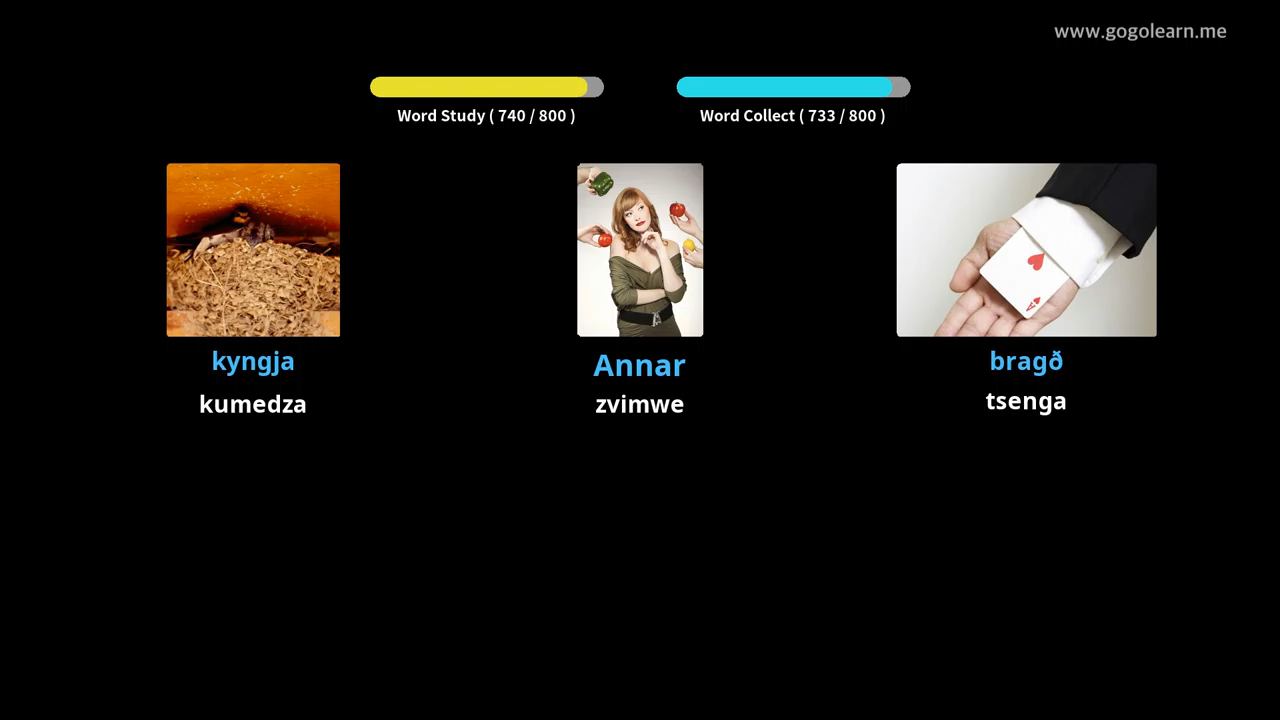 www.gogolearn.me
Word Study ( 740 / 800 )
Word Collect ( 733 / 800 )
kyngja
Annar
bragð
kumedza
zvimwe
tsenga